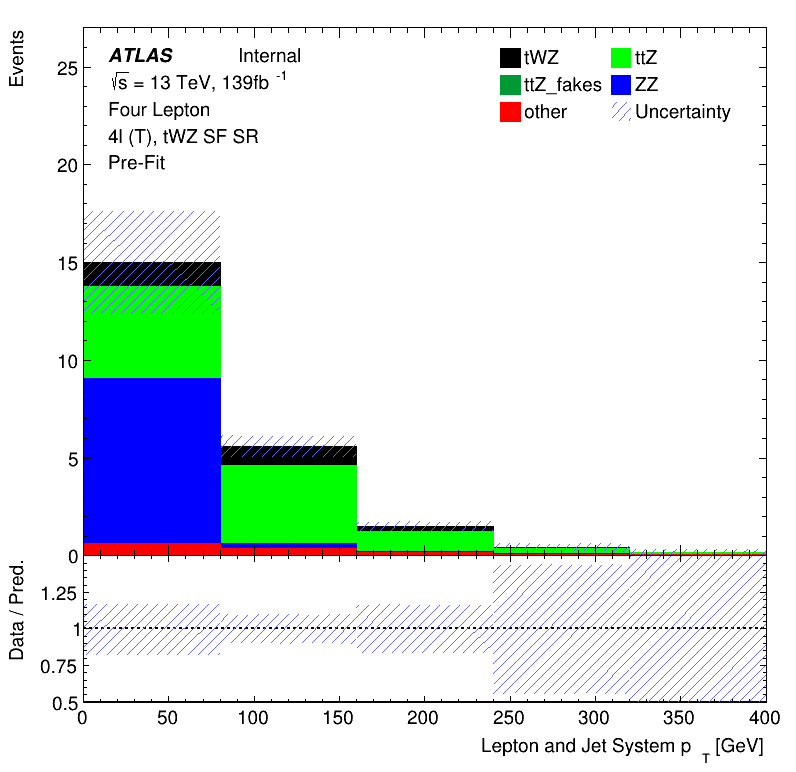 Events
ATLAS Internal
√s = 13 TeV, 139fb⁻¹
Four Lepton
4l (T), tWZ SF SR
Pre-Fit
tWZ ttZ
ttZ_fakes ZZ
other Uncertainty
25
20
15
10
5
0
Data / Pred.
1.25
1
0.75
0.5
0 50 100 150 200 250 300 350 400
Lepton and Jet System p T [GeV]